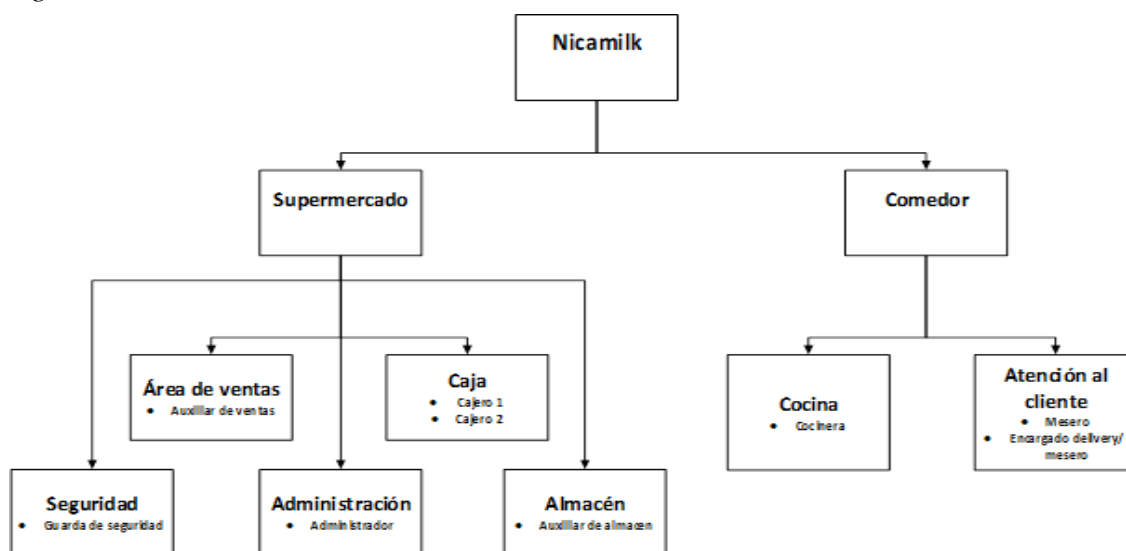 Nicamilk
Supermercado
Comedor
Área de ventas
• Auxiliar de ventas
Caja
• Cajero 1
• Cajero 2
Cocina
• Cocinera
Atención al
cliente
• Mesero
• Encargado delivery/
mesero
Seguridad
• Guarda de seguridad
Administración
• Administrador
Almacén
• Auxiliar de almacen